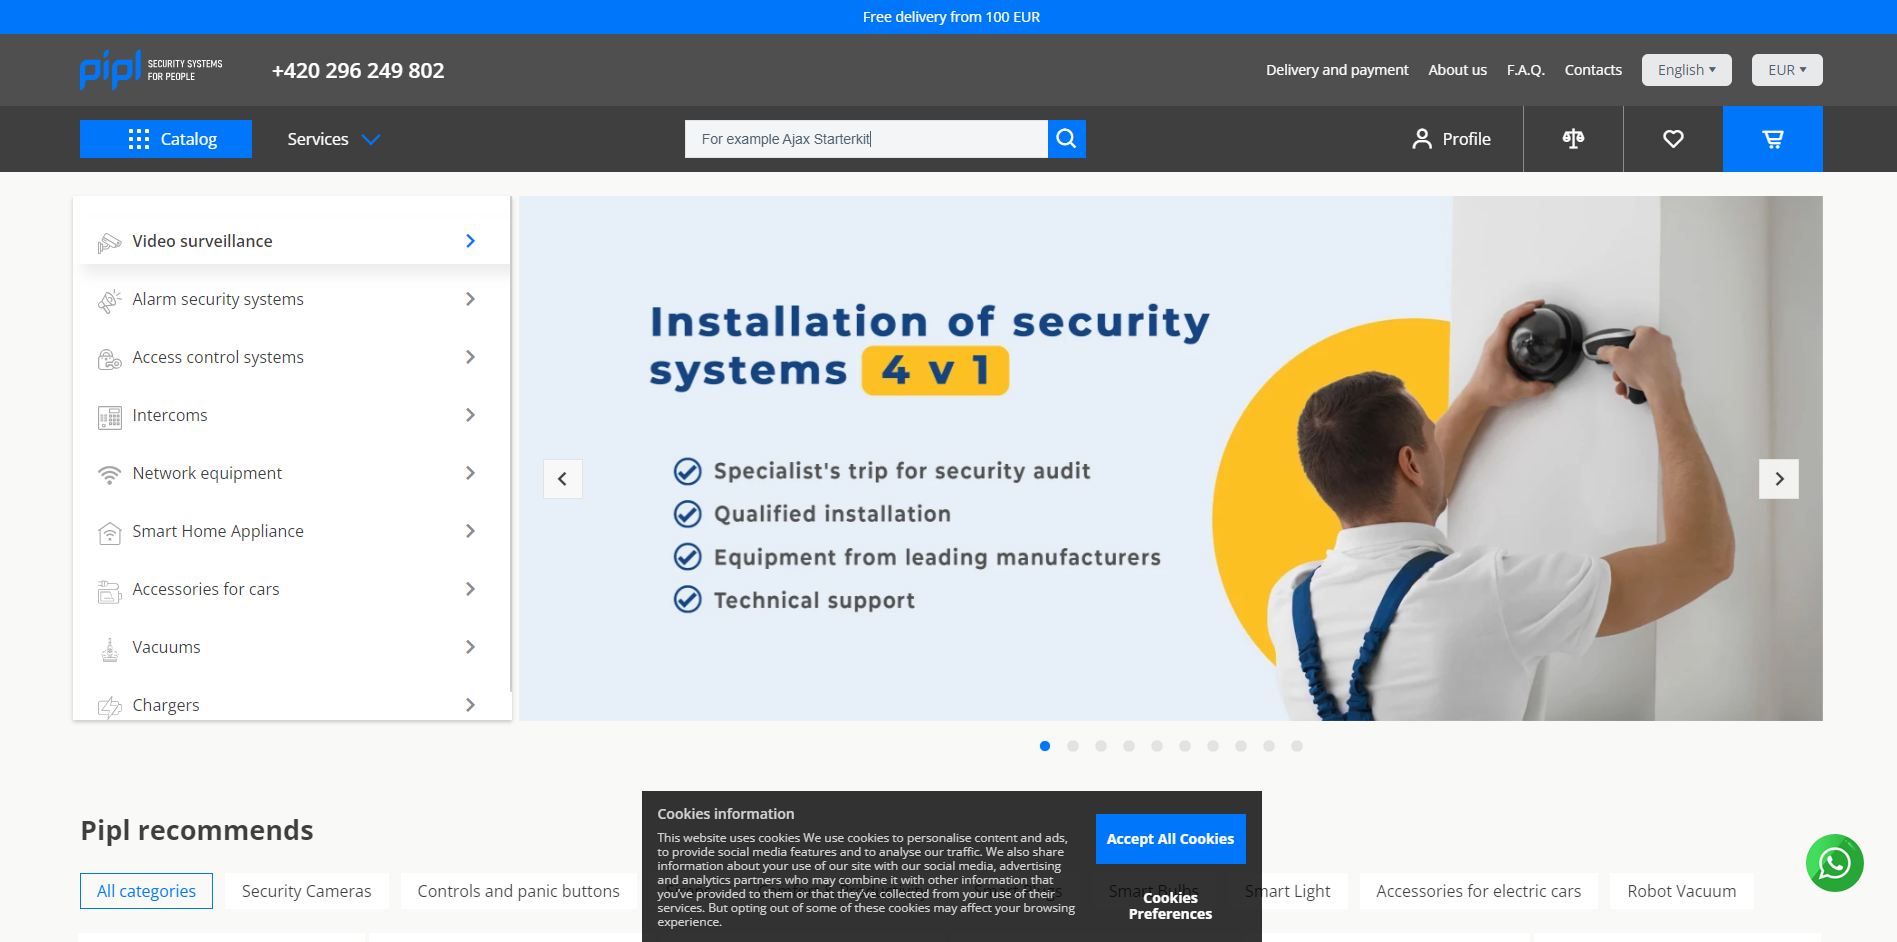 Free delivery from 100 EUR
pipl SECURITY SYSTEMS
FOR PEOPLE
+420 296 249 802
Delivery and payment
About us
F.A.Q.
Contacts
English
EUR
Catalog
Services
For example Ajax Starterkit
Profile
Video surveillance
Alarm security systems
Access control systems
Intercoms
Network equipment
Smart Home Appliance
Accessories for cars
Vacuums
Chargers
Installation of security
systems 4 v 1
Specialist's trip for security audit
Qualified installation
Equipment from leading manufacturers
Technical support
Pipl recommends
All categories
Security Cameras
Controls and panic buttons
Smart Bulbs
Smart Light
Accessories for electric cars
Robot Vacuum
Cookies information
This website uses cookies We use cookies to personalise content and ads,
to provide social media features and to analyse our traffic. We also share
information about your use of our site with our social media, advertising
and analytics partners who may combine it with other information that
you've provided to them or that they've collected from your use of their
services. But opting out of some of these cookies may affect your browsing
experience.
Accept All Cookies
Cookies
Preferences